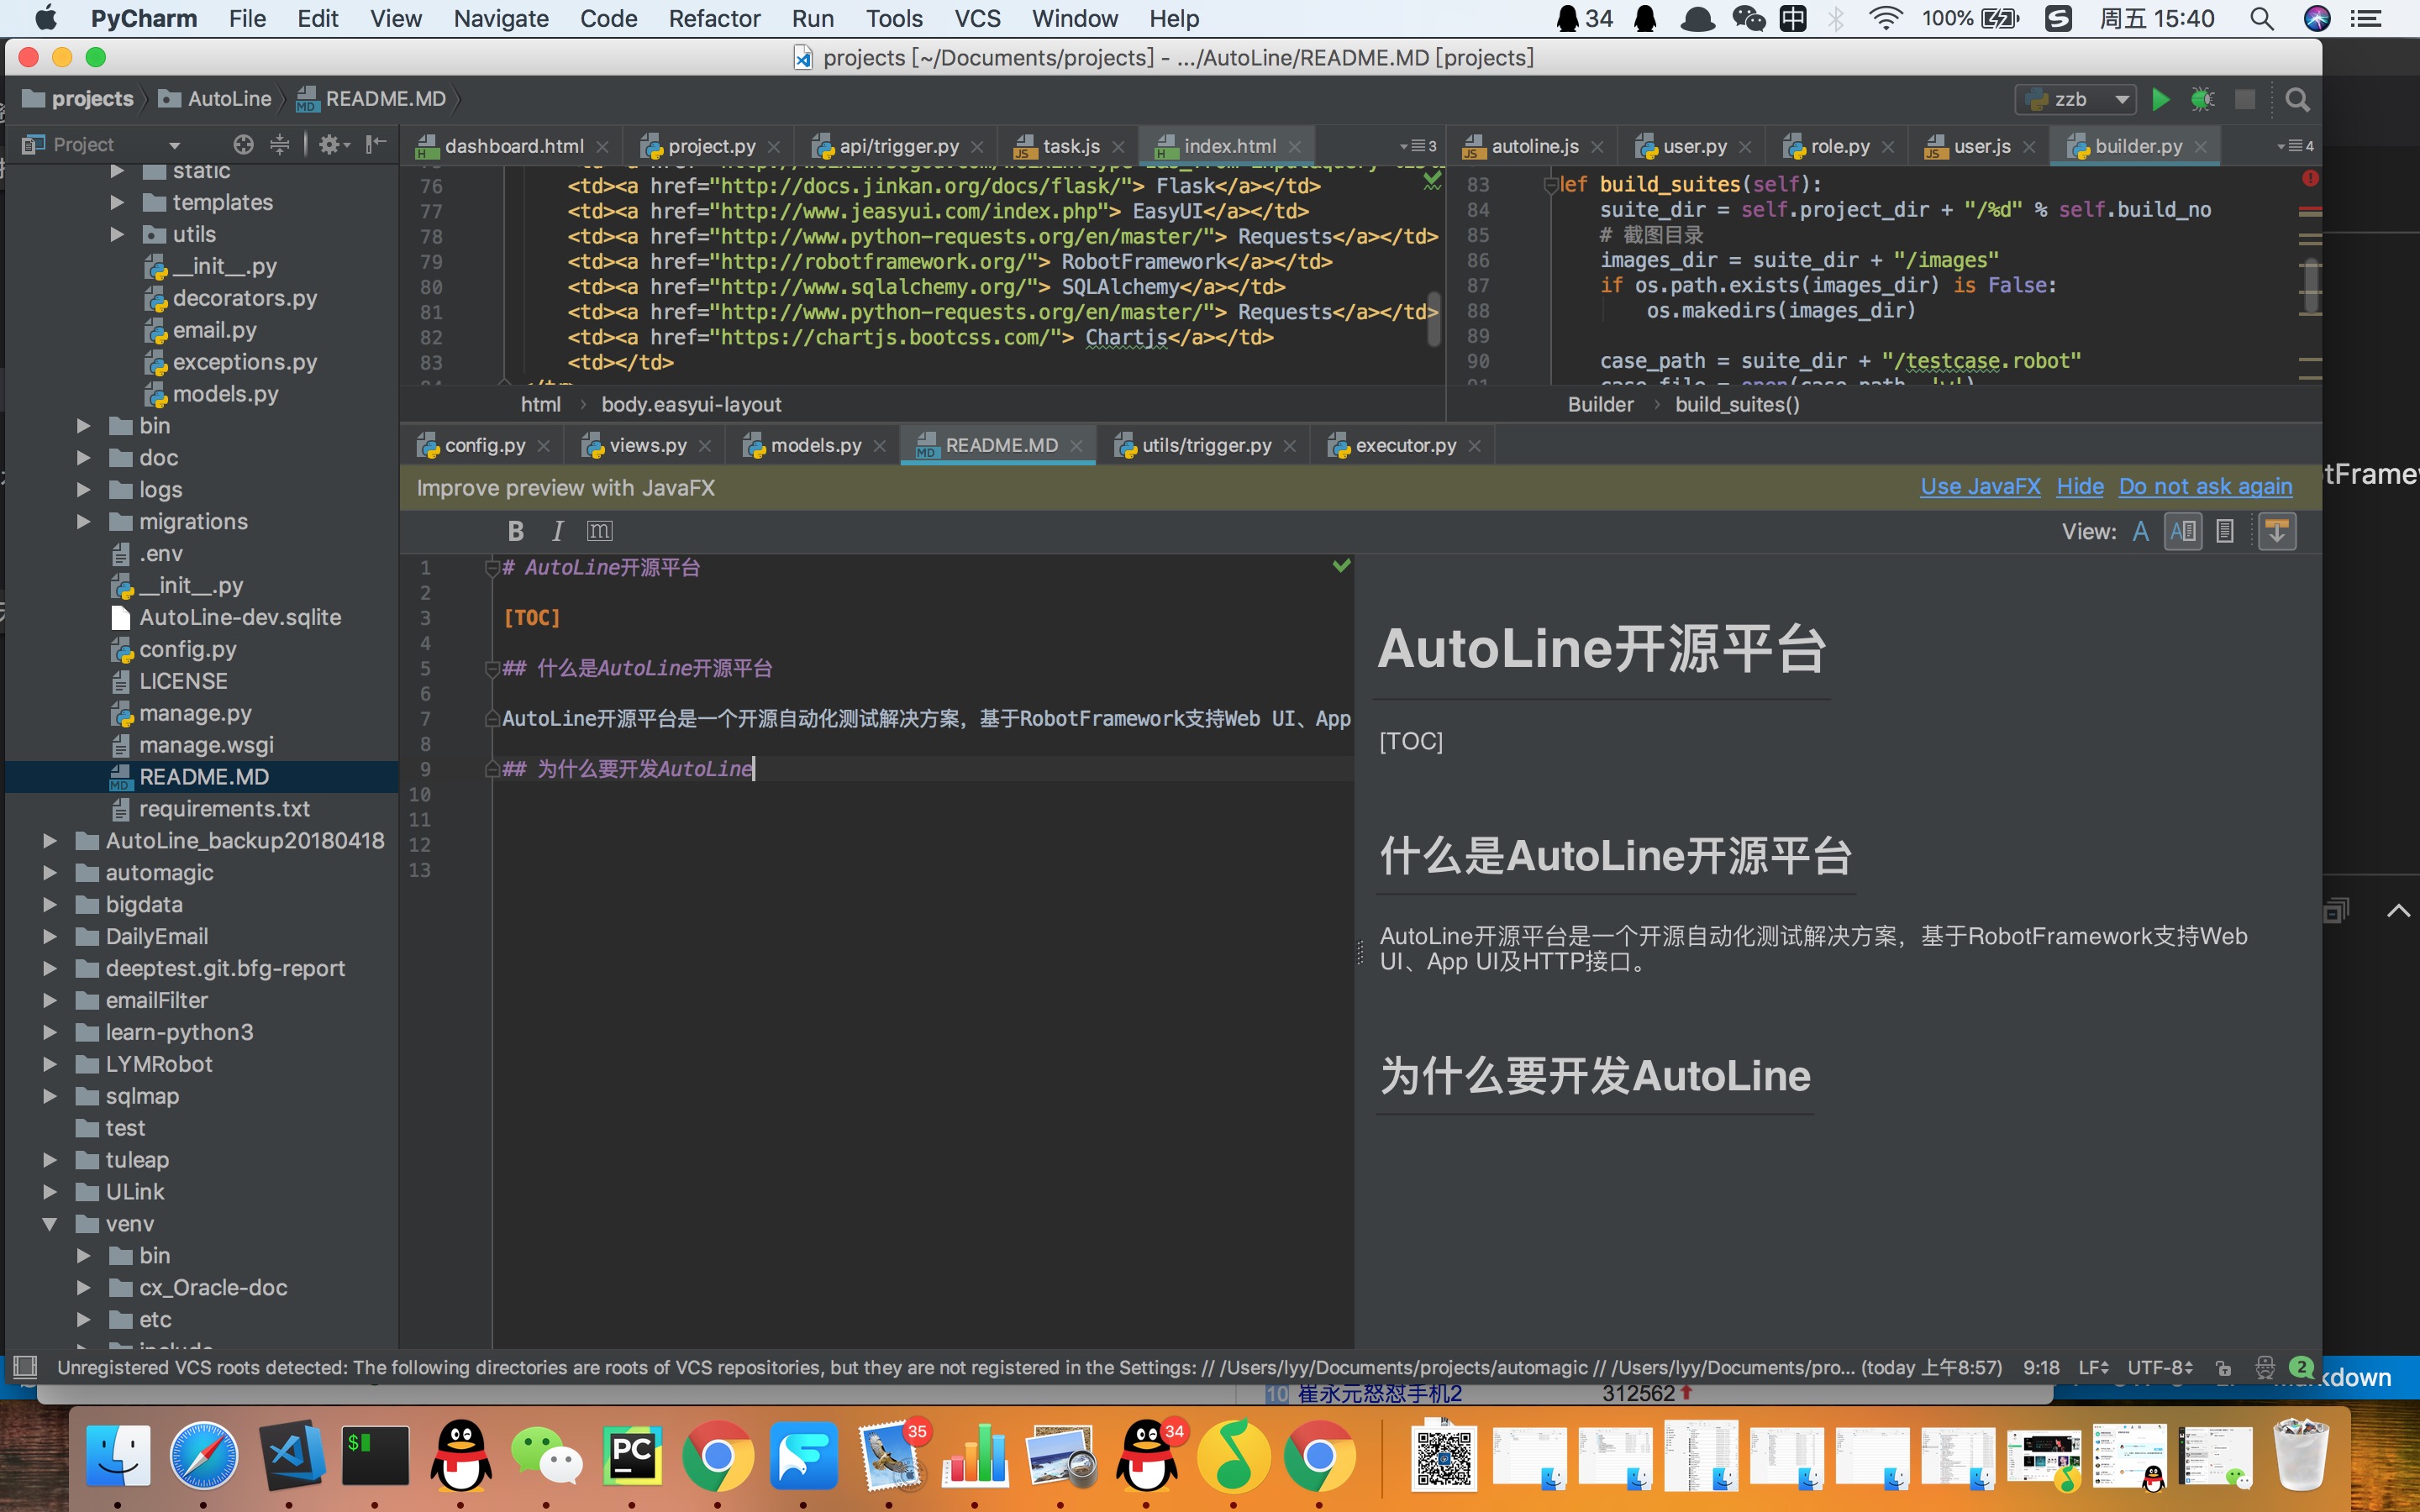 PyCharm File Edit View Navigate Code Refactor Run Tools VCS Window Help 34 中 100% 周五 15:40
projects [~/Documents/projects] - .../AutoLine/README.MD [projects]
projects AutoLine README.MD zzb
Project
static
templates
utils
__init__.py
decorators.py
email.py
exceptions.py
models.py
bin
doc
logs
migrations
.env
__init__.py
AutoLine-dev.sqlite
config.py
LICENSE
manage.py
manage.wsgi
README.MD
requirements.txt
AutoLine_backup20180418
automagic
bigdata
DailyEmail
deeptest.git.bfg-report
emailFilter
learn-python3
LYMRobot
sqlmap
test
tuleap
ULink
venv
bin
cx_Oracle-doc
etc
include
dashboard.html project.py api/trigger.py task.js index.html 3
76 <td><a href="http://docs.jinkan.org/docs/flask/"> Flask</a></td>
77 <td><a href="http://www.jeasyui.com/index.php"> EasyUI</a></td>
78 <td><a href="http://www.python-requests.org/en/master/"> Requests</a></td>
79 <td><a href="http://robotframework.org/"> RobotFramework</a></td>
80 <td><a href="http://www.sqlalchemy.org/"> SQLAlchemy</a></td>
81 <td><a href="http://www.python-requests.org/en/master/"> Requests</a></td>
82 <td><a href="https://chartjs.bootcss.com/"> Chartjs</a></td>
83 <td></td>
html body.easyui-layout
autoline.js user.py role.py user.js builder.py 4
83 def build_suites(self):
84 suite_dir = self.project_dir + "/%d" % self.build_no
85 # 截图目录
86 images_dir = suite_dir + "/images"
87 if os.path.exists(images_dir) is False:
88 os.makedirs(images_dir)
89
90 case_path = suite_dir + "/testcase.robot"
Builder build_suites()
config.py views.py models.py README.MD utils/trigger.py executor.py
Improve preview with JavaFX Use JavaFX Hide Do not ask again
B I m View: A A
1 # AutoLine开源平台
2
3 [TOC]
4
5 ## 什么是AutoLine开源平台
6
7 AutoLine开源平台是一个开源自动化测试解决方案，基于RobotFramework支持Web UI、App
8
9 ## 为什么要开发AutoLine
10
11
12
13
AutoLine开源平台
[TOC]
什么是AutoLine开源平台
AutoLine开源平台是一个开源自动化测试解决方案，基于RobotFramework支持Web
UI、App UI及HTTP接口。
为什么要开发AutoLine
tFrame
Unregistered VCS roots detected: The following directories are roots of VCS repositories, but they are not registered in the Settings: // /Users/lyy/Documents/projects/automagic // /Users/lyy/Documents/pro... (today 上午8:57) 9:18 LF UTF-8 2
kdown
10 崔永元怒怼手机2 312562
$ PC 35 34